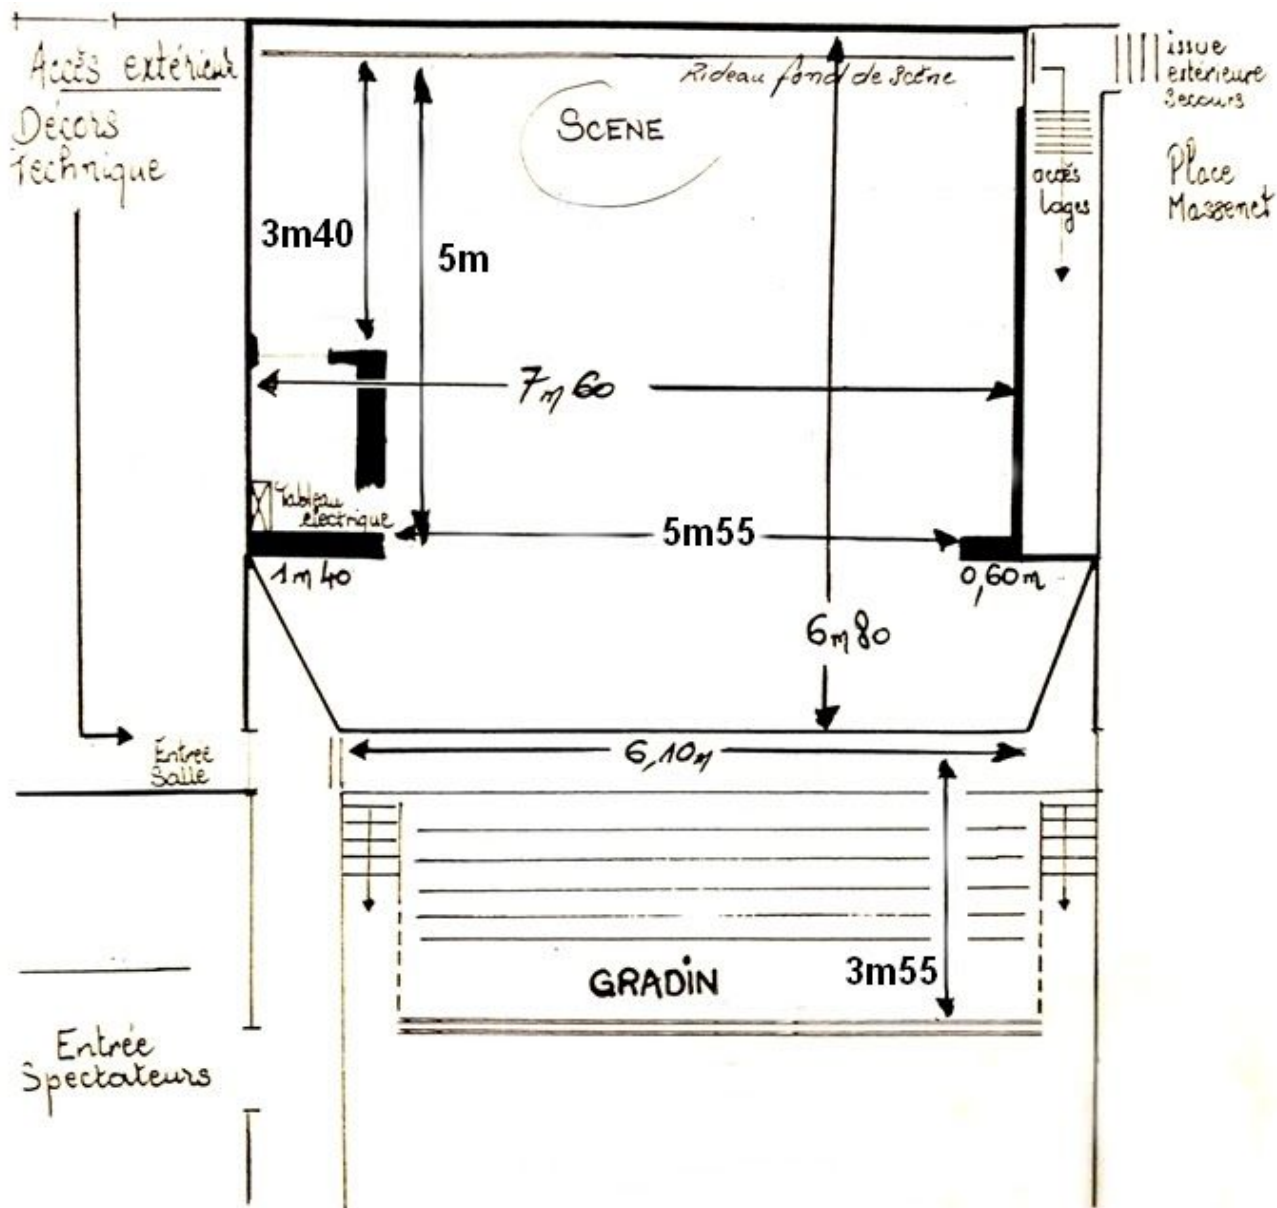 Accès extérieur
Décors
Technique
Rideau fond de scène
SCENE
issue
extérieure
Secours
accès
loges
Place
Massenet
3m40
5m
7m60
Tableau
électrique
5m55
1m40
0,60m
6m80
6,10m
Entrée
Salle
GRADIN
3m55
Entrée
Spectateurs